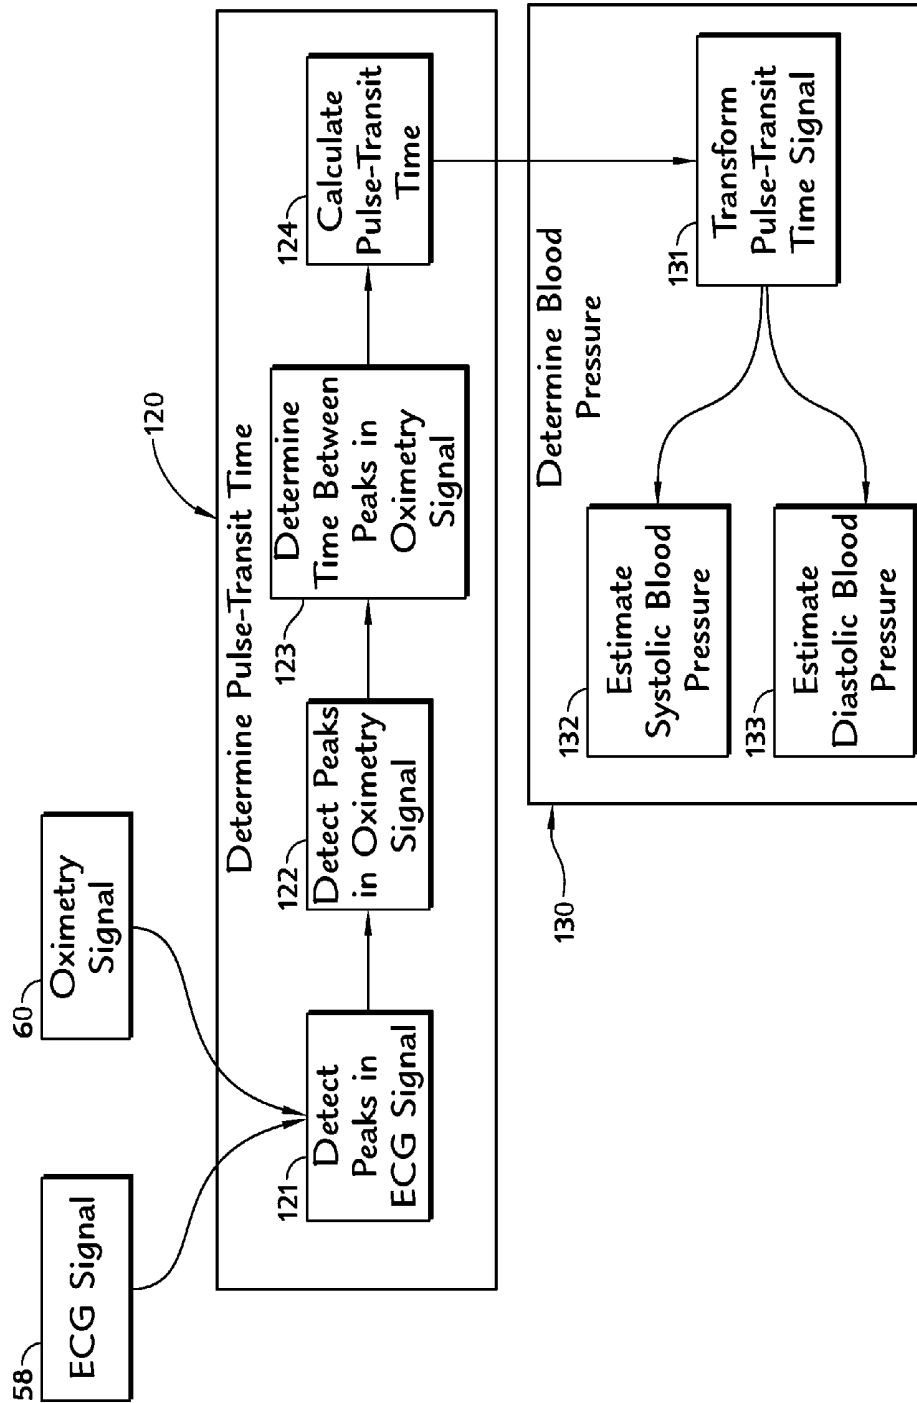 58
ECG Signal
60
Oximetry
Signal
120
Determine Pulse-Transit Time
121
Detect
Peaks in
ECG Signal
122
Detect Peaks
in Oximetry
Signal
123
Determine
Time Between
Peaks in
Oximetry
Signal
124
Calculate
Pulse-Transit
Time
130
Determine Blood
Pressure
131
Transform
Pulse-Transit
Time Signal
132
Estimate
Systolic Blood
Pressure
133
Estimate
Diastolic Blood
Pressure